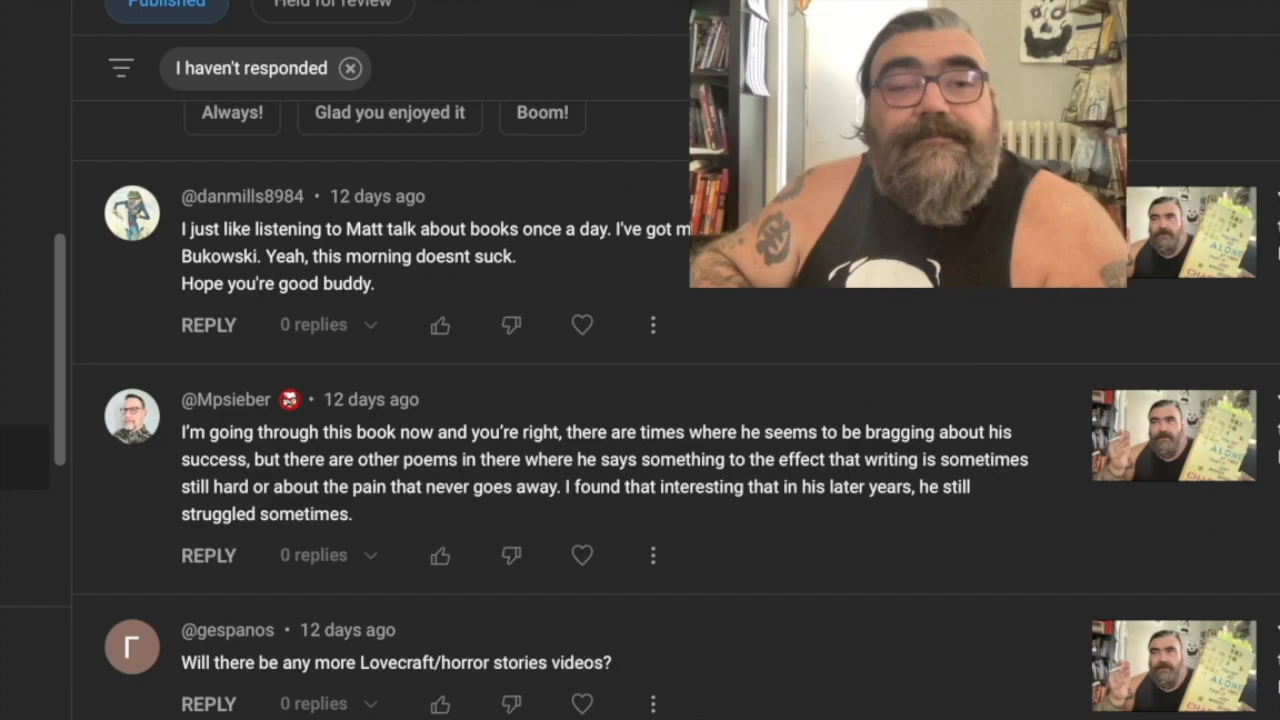 Published
Held for review
I haven't responded
Always!
Glad you enjoyed it
Boom!
@danmills8984 • 12 days ago
I just like listening to Matt talk about books once a day. I've got m
Bukowski. Yeah, this morning doesnt suck.
Hope you're good buddy.
REPLY
0 replies
@Mpsieber • 12 days ago
I'm going through this book now and you're right, there are times where he seems to be bragging about his
success, but there are other poems in there where he says something to the effect that writing is sometimes
still hard or about the pain that never goes away. I found that interesting that in his later years, he still
struggled sometimes.
REPLY
0 replies
Γ
@gespanos • 12 days ago
Will there be any more Lovecraft/horror stories videos?
REPLY
0 replies
ALONE
ALONE
ALONE